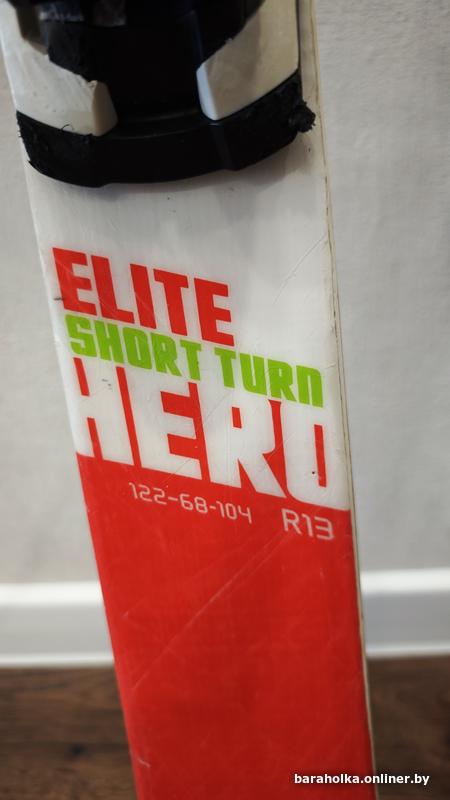 ELITE
SHORT TURN
HERO
122-68-104 R13
baraholka.onliner.by